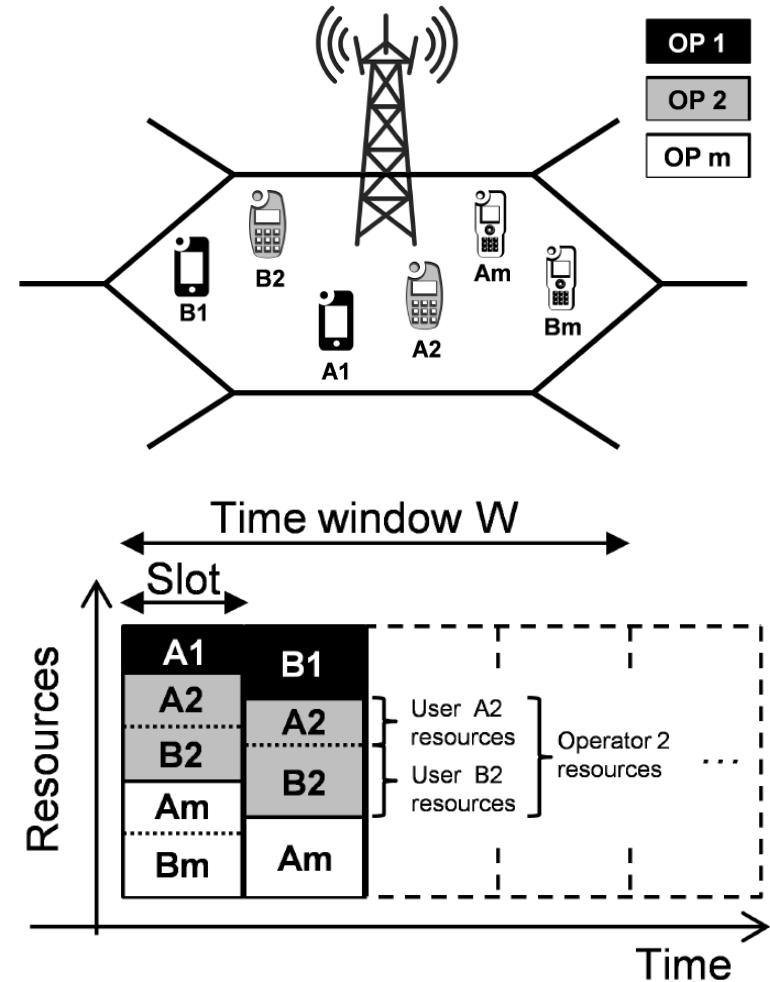 OP 1
OP 2
OP m
B2
Am
B1
Bm
A2
A1
Time window W
Slot
Resources
A1
A2
B2
Am
Bm
B1
A2
B2
Am
User A2
resources
User B2
resources
Operator 2
resources
...
Time